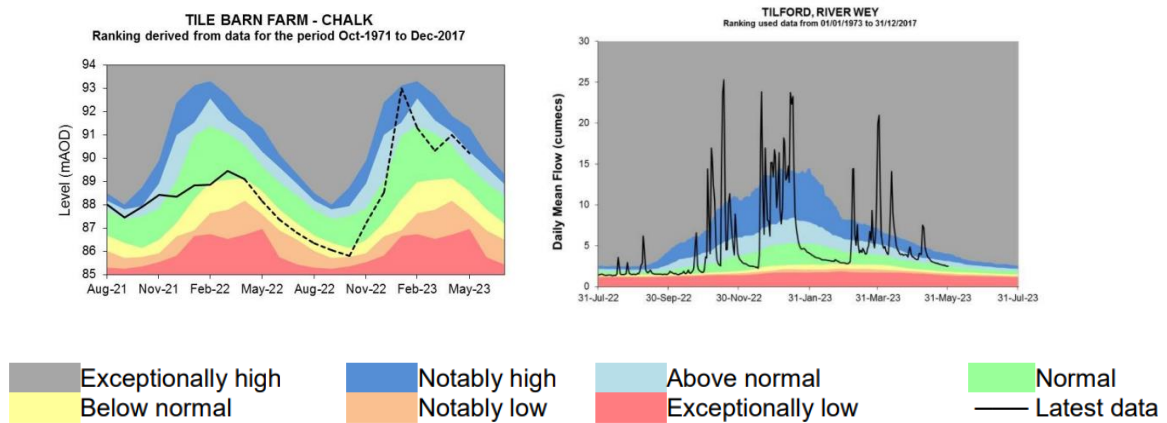 TILE BARN FARM - CHALK
Ranking derived from data for the period Oct-1971 to Dec-2017
Level (mAOD)
94
93
92
91
90
89
88
87
86
85
Aug-21
Nov-21
Feb-22
May-22
Aug-22
Nov-22
Feb-23
May-23
TILFORD, RIVER WEY
Ranking used data from 01/01/1973 to 31/12/2017
Daily Mean Flow (cumecs)
30
25
20
15
10
5
0
31-Jul-22
30-Sep-22
30-Nov-22
31-Jan-23
31-Mar-23
31-May-23
31-Jul-23
Exceptionally high
Notably high
Above normal
Normal
Below normal
Notably low
Exceptionally low
Latest data